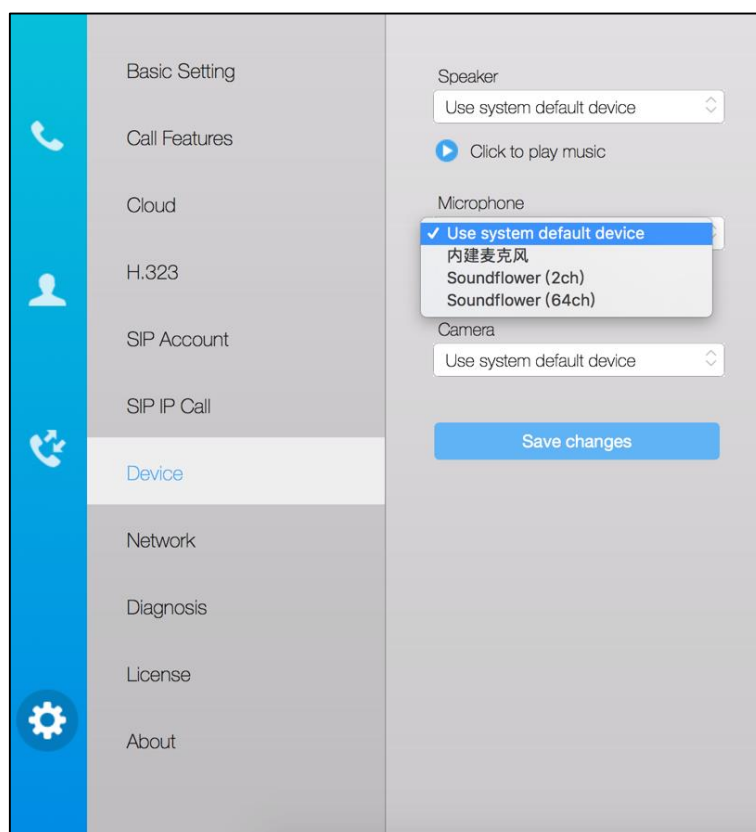 Basic Setting
Call Features
Cloud
H.323
SIP Account
SIP IP Call
Device
Network
Diagnosis
License
About
Speaker
Use system default device
Click to play music
Microphone
✓ Use system default device
内建麦克风
Soundflower (2ch)
Soundflower (64ch)
Camera
Use system default device
Save changes